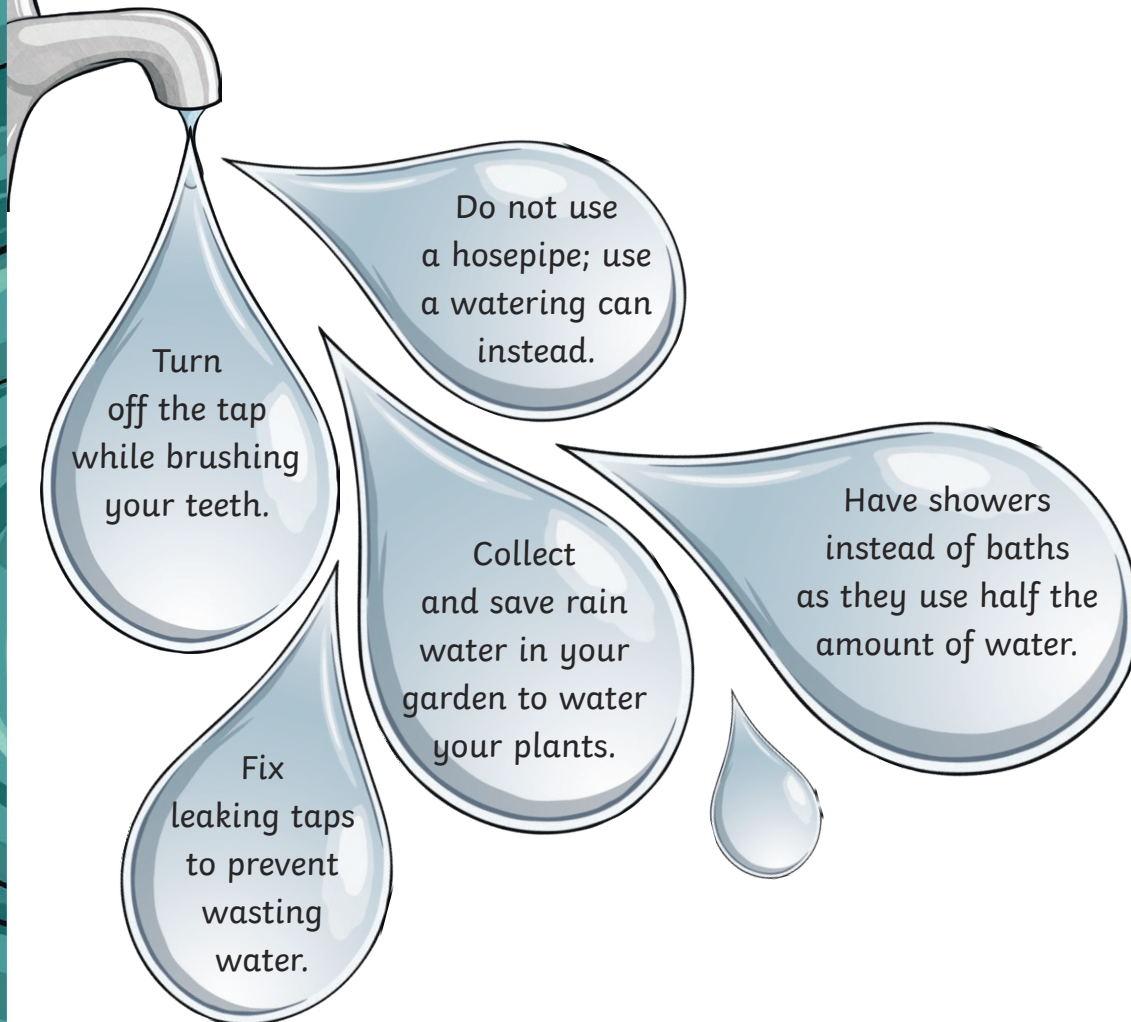 Do not use
a hosepipe; use
a watering can
instead.
Turn
off the tap
while brushing
your teeth.
Collect
and save rain
water in your
garden to water
your plants.
Have showers
instead of baths
as they use half the
amount of water.
Fix
leaking taps
to prevent
wasting
water.